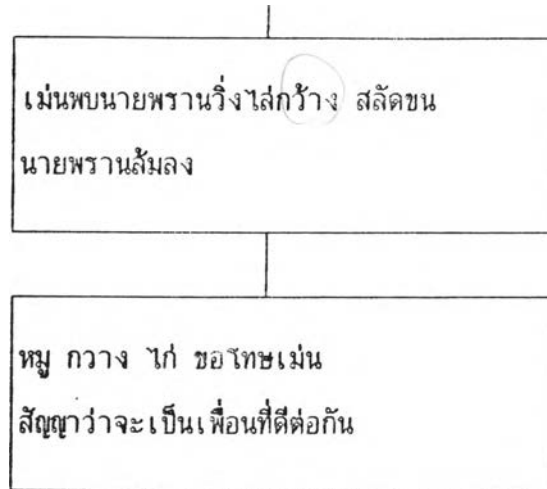 เม่นพบนายพรานวิ่งไล่กว้าง สลัดขน
นายพรานล้มลง
หมู กวาง ไก่ ขอโทษเม่น
สัญญาว่าจะเป็นเพื่อนที่ดีต่อกัน